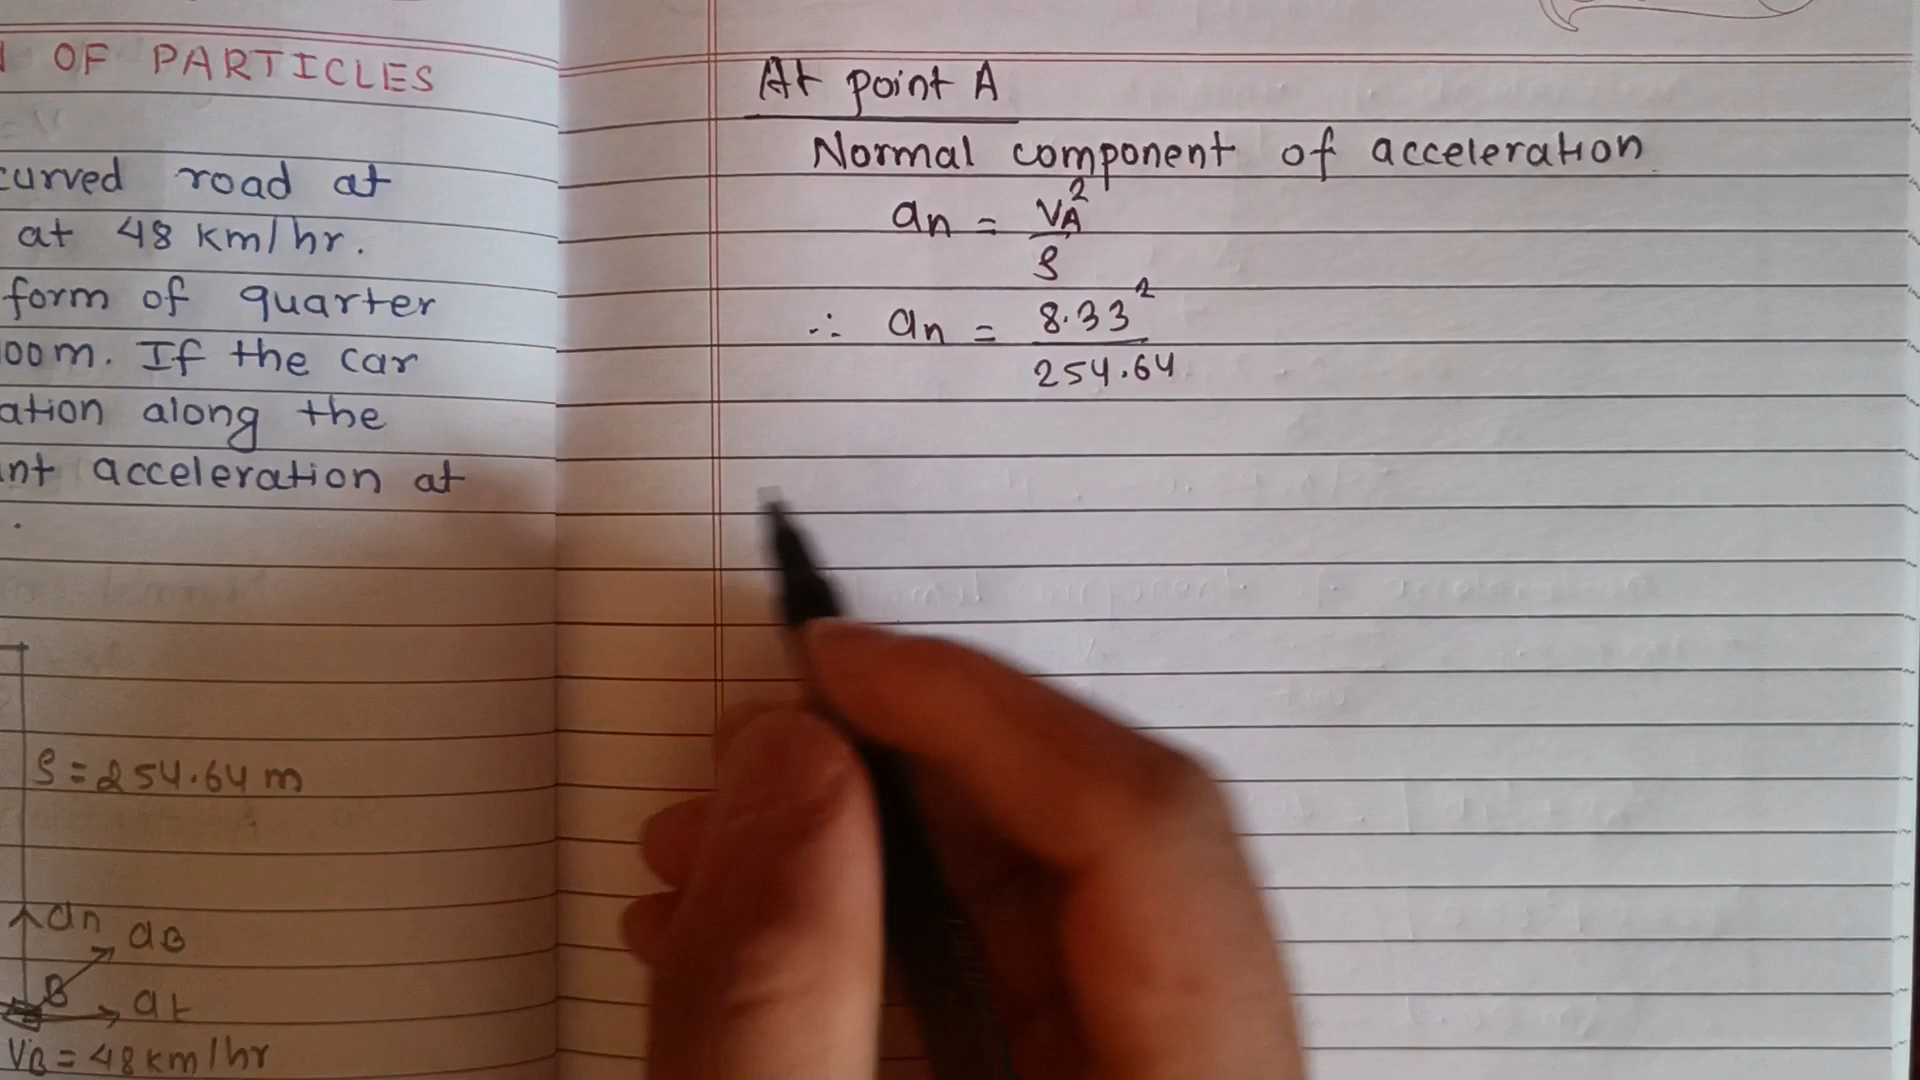 OF PARTICLES
curved road at
at 48 km/hr.
form of quarter
00m. If the car
ation along the
nt acceleration at
.
ρ = 254.64 m
an
aB
B
at
VB = 48 km/hr
At point A
Normal component of acceleration
an = VA²
ρ
∴ an = 8.33²
254.64